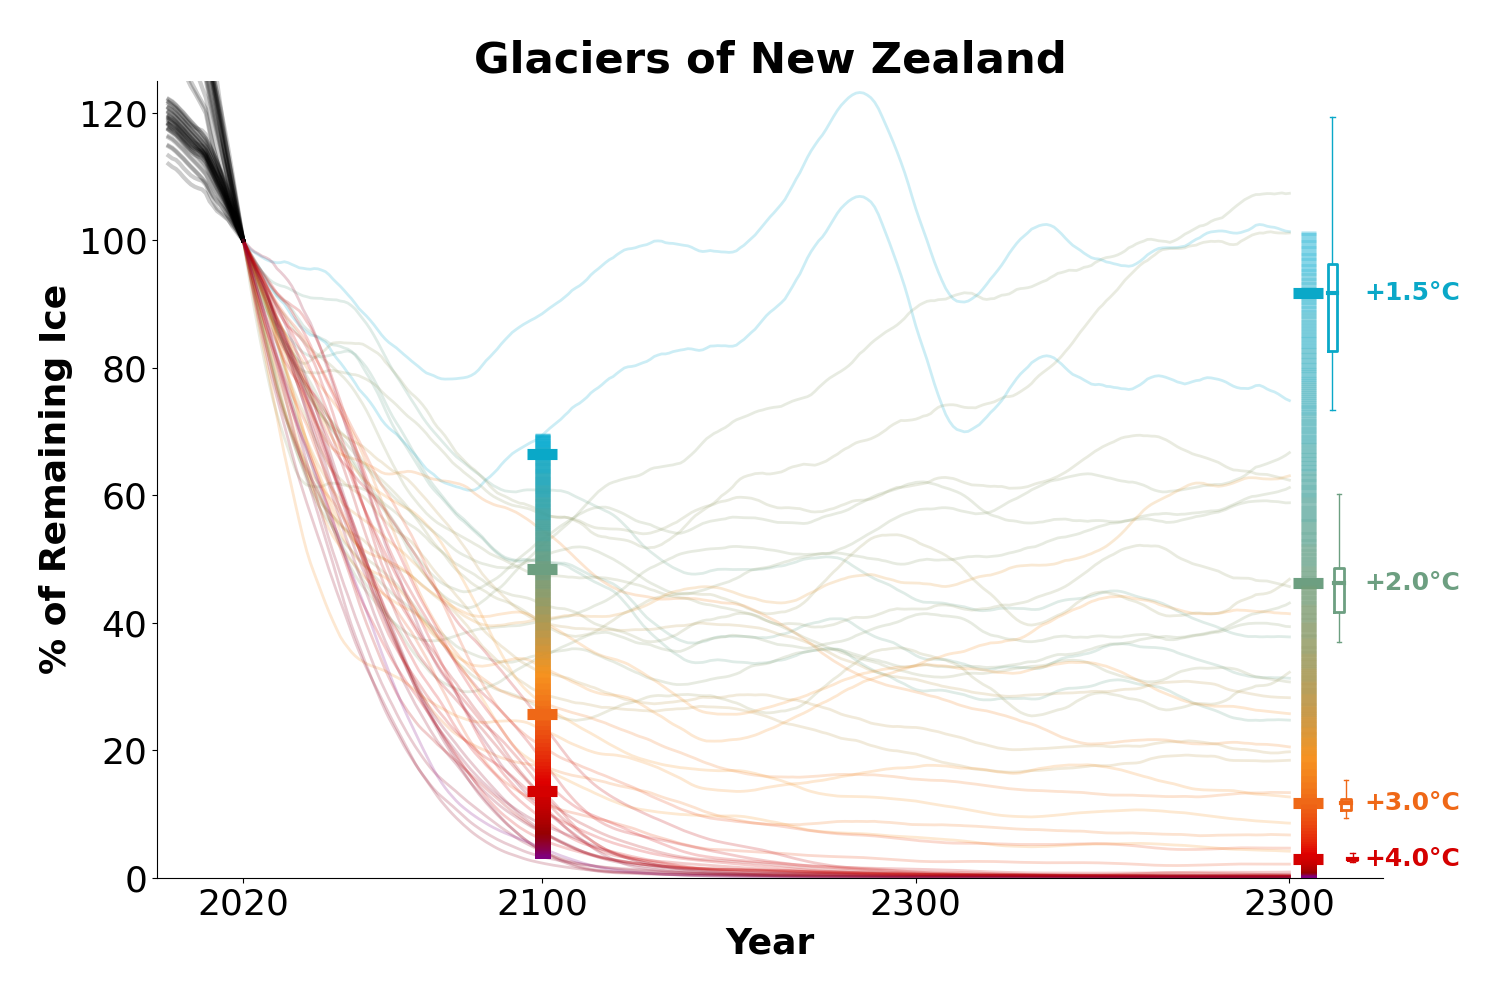 Glaciers of New Zealand
% of Remaining Ice
120
100
80
60
40
20
0
+1.5°C
+2.0°C
+3.0°C
+4.0°C
2020 2100 2300 2300
Year